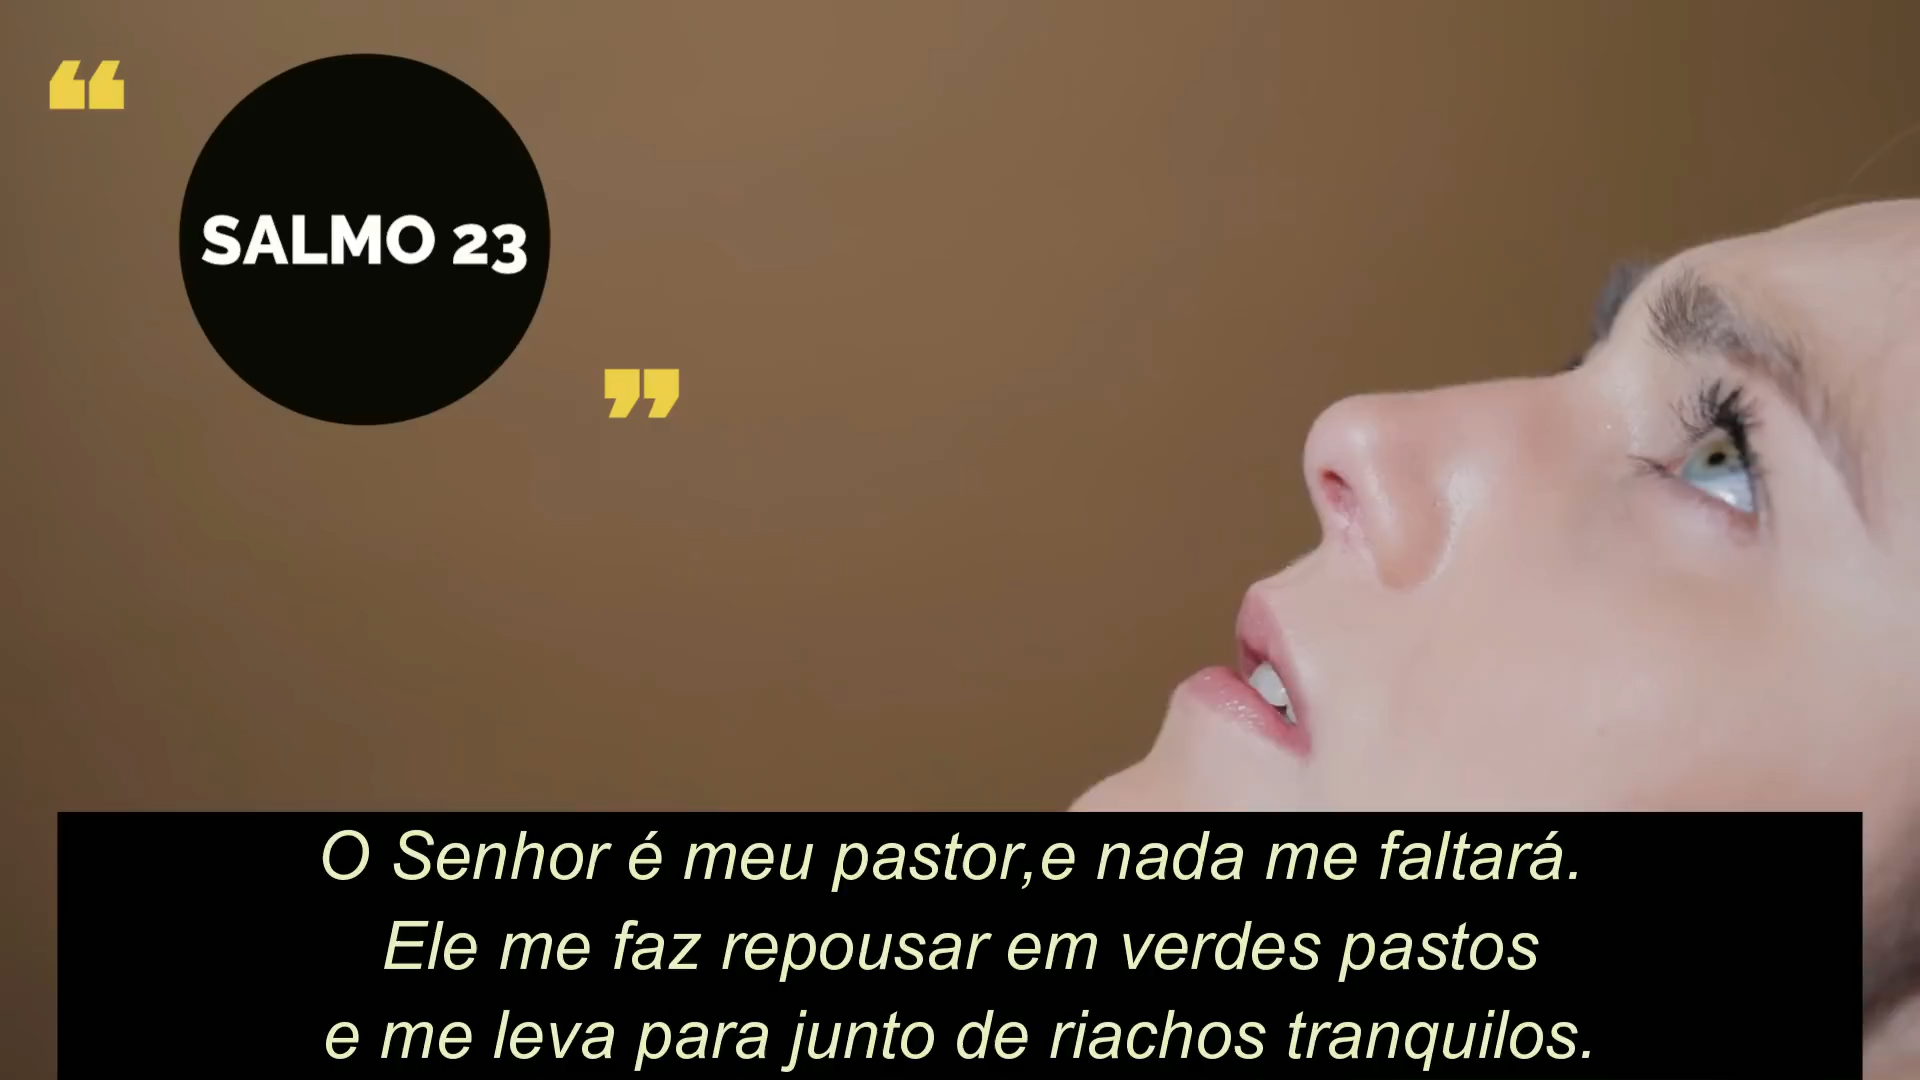 ❝
SALMO 23
❞
O Senhor é meu pastor,e nada me faltará.
Ele me faz repousar em verdes pastos
e me leva para junto de riachos tranquilos.